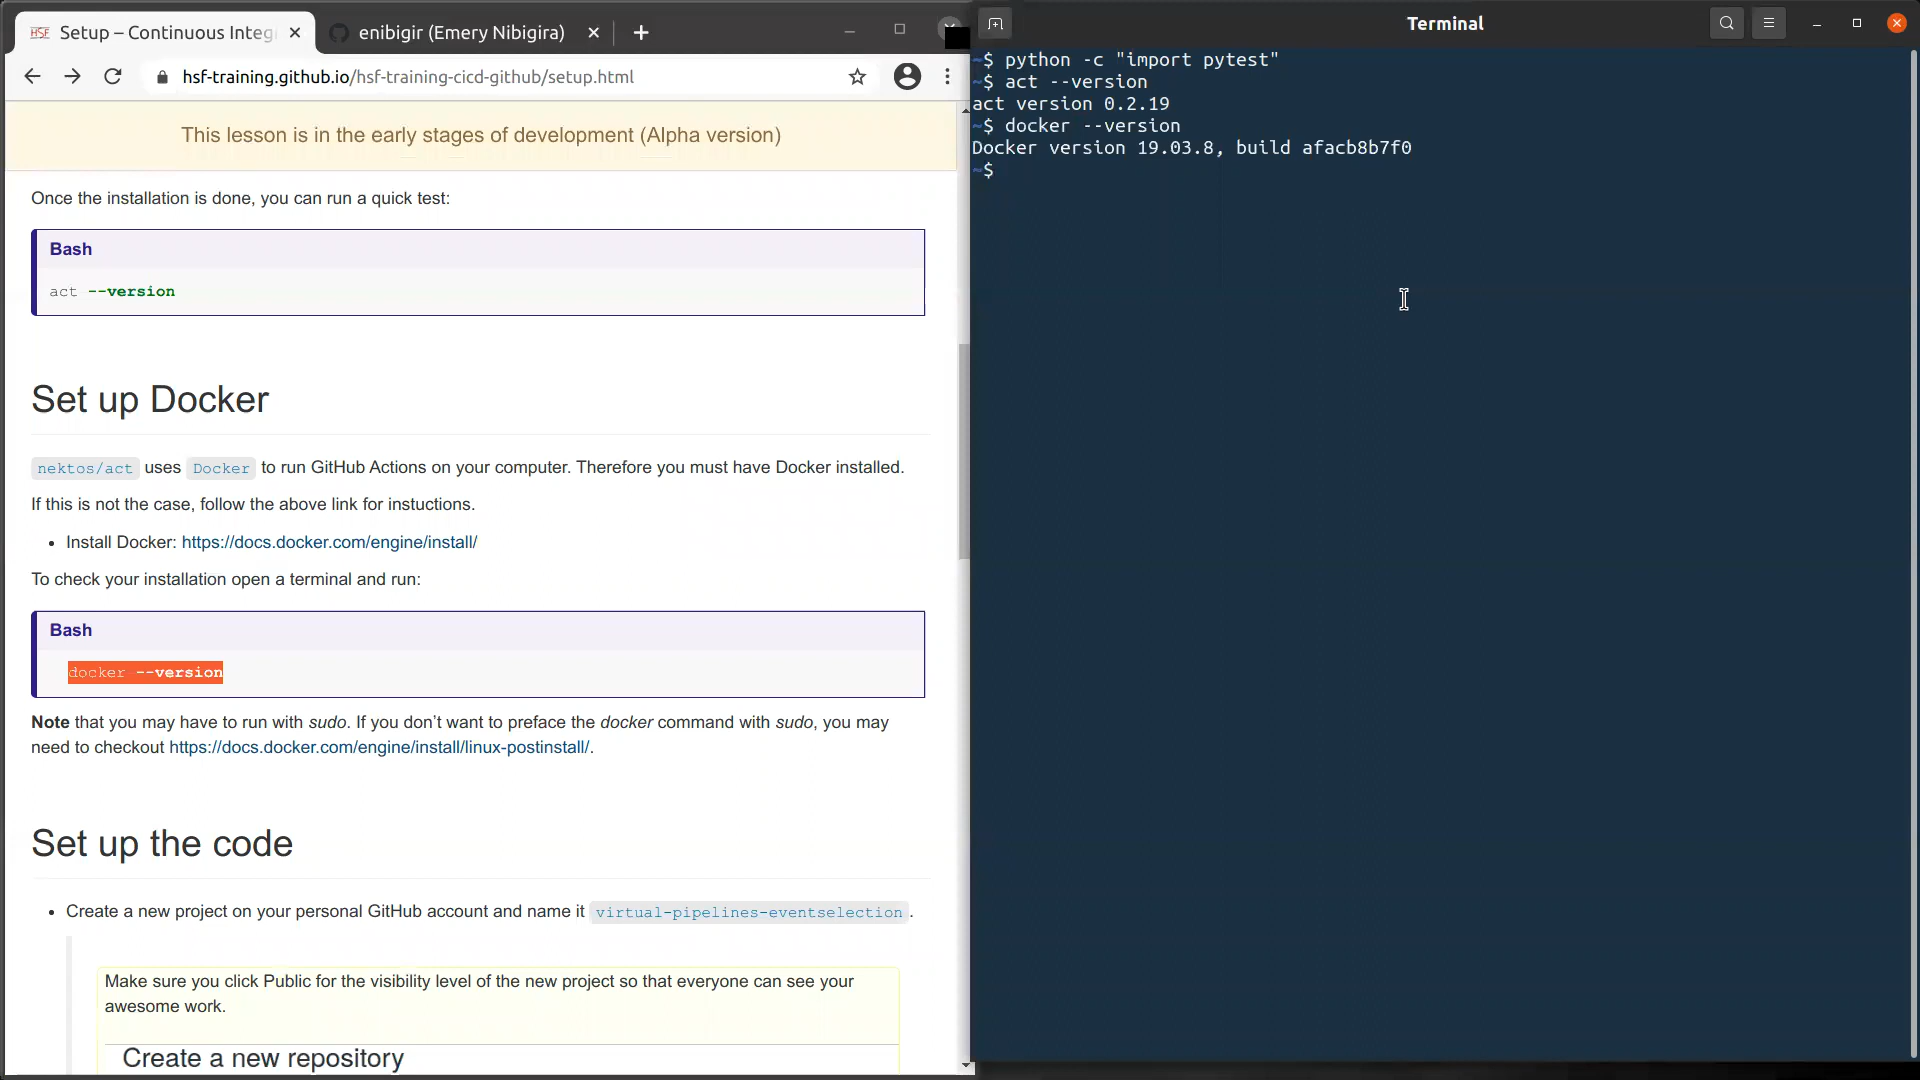 HSF Setup – Continuous Integ
enibigir (Emery Nibigira)
hsf-training.github.io/hsf-training-cicd-github/setup.html
This lesson is in the early stages of development (Alpha version)
Once the installation is done, you can run a quick test:
Bash
act --version
Set up Docker
nektos/act uses Docker to run GitHub Actions on your computer. Therefore you must have Docker installed.
If this is not the case, follow the above link for instuctions.
• Install Docker: https://docs.docker.com/engine/install/
To check your installation open a terminal and run:
Bash
docker --version
Note that you may have to run with sudo. If you don’t want to preface the docker command with sudo, you may
need to checkout https://docs.docker.com/engine/install/linux-postinstall/.
Set up the code
• Create a new project on your personal GitHub account and name it virtual-pipelines-eventselection.
Make sure you click Public for the visibility level of the new project so that everyone can see your
awesome work.
Create a new repository
Terminal
~$ python -c "import pytest"
~$ act --version
act version 0.2.19
~$ docker --version
Docker version 19.03.8, build afacb8b7f0
~$